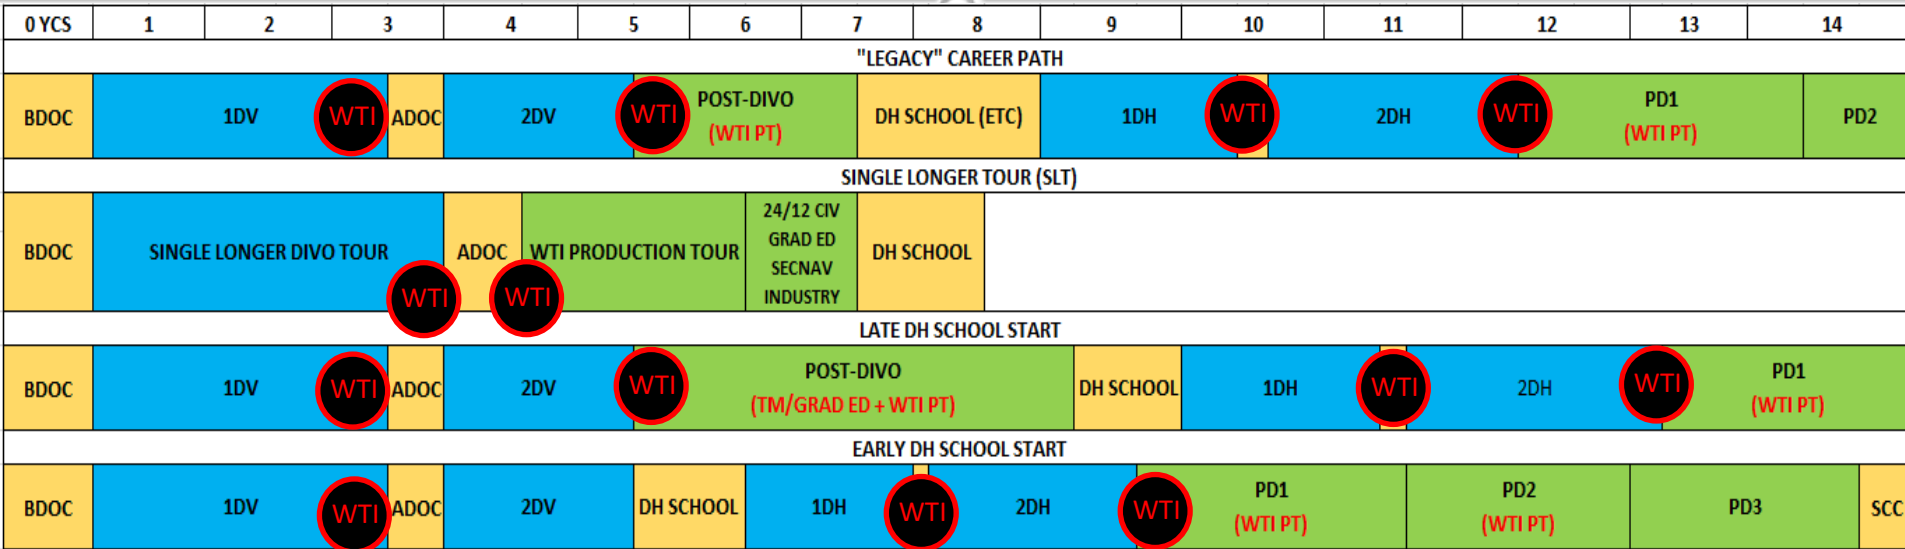 0 YCS 1 2 3 4 5 6 7 8 9 10 11 12 13 14
"LEGACY" CAREER PATH
BDOC 1DV WTI ADOC 2DV WTI POST-DIVO (WTI PT) DH SCHOOL (ETC) 1DH WTI 2DH WTI PD1 (WTI PT) PD2
SINGLE LONGER TOUR (SLT)
BDOC SINGLE LONGER DIVO TOUR WTI ADOC WTI WTI PRODUCTION TOUR 24/12 CIV GRAD ED SECNAV INDUSTRY DH SCHOOL
LATE DH SCHOOL START
BDOC 1DV WTI ADOC 2DV WTI POST-DIVO (TM/GRAD ED + WTI PT) DH SCHOOL 1DH WTI 2DH WTI PD1 (WTI PT)
EARLY DH SCHOOL START
BDOC 1DV WTI ADOC 2DV DH SCHOOL 1DH WTI 2DH WTI PD1 (WTI PT) PD2 (WTI PT) PD3 SCC